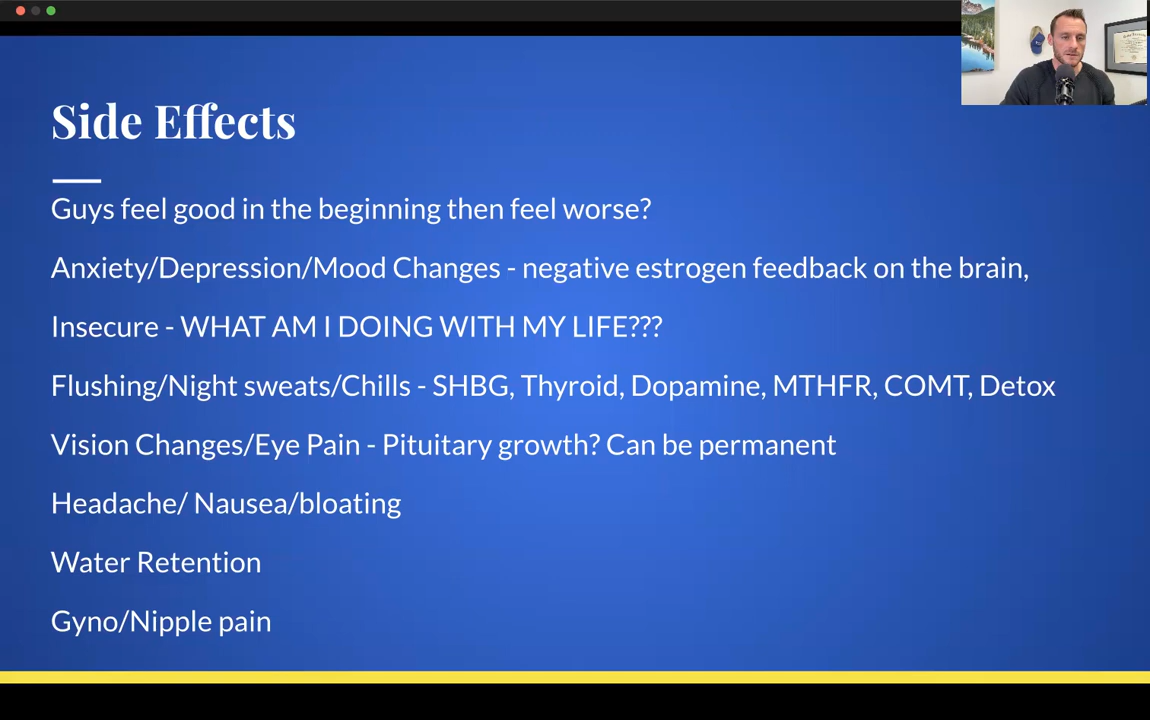 Side Effects
Guys feel good in the beginning then feel worse?
Anxiety/Depression/Mood Changes - negative estrogen feedback on the brain,
Insecure - WHAT AM I DOING WITH MY LIFE???
Flushing/Night sweats/Chills - SHBG, Thyroid, Dopamine, MTHFR, COMT, Detox
Vision Changes/Eye Pain - Pituitary growth? Can be permanent
Headache/ Nausea/bloating
Water Retention
Gyno/Nipple pain